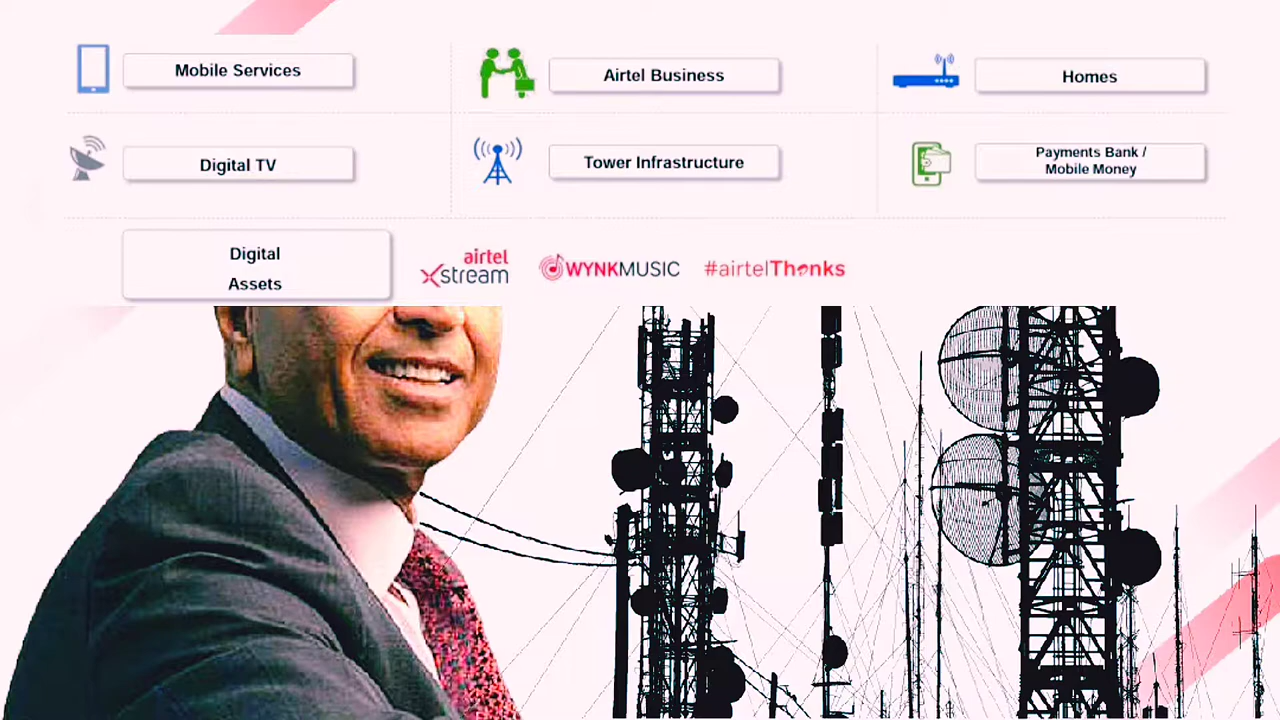 Mobile Services
Airtel Business
Homes
Digital TV
Tower Infrastructure
Payments Bank /
Mobile Money
Digital
Assets
airtel
Xstream
WYNKMUSIC
#airtelThanks